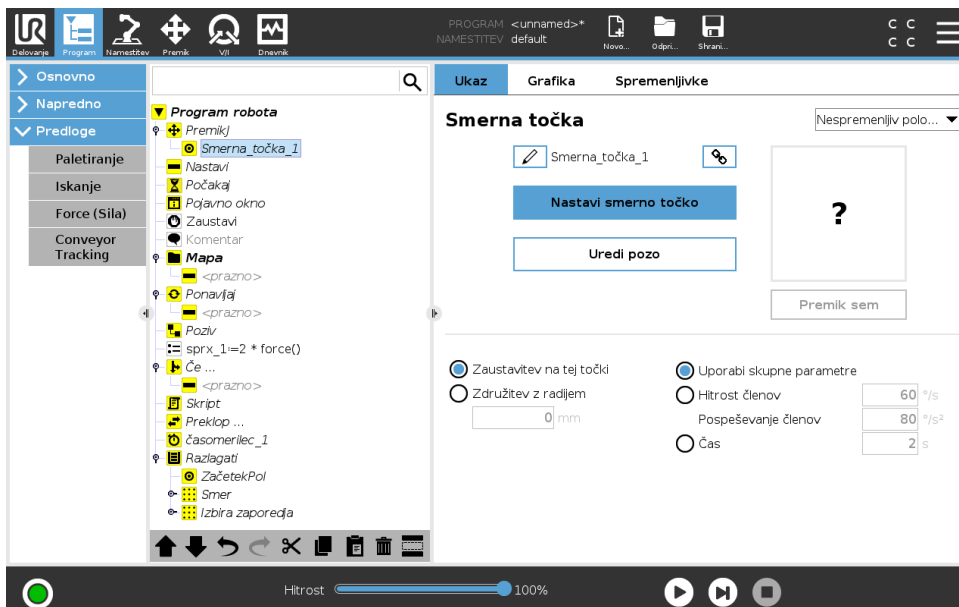 PROGRAM <unnamed>*
NAMESTITEV default
Delovanje Program Namestitev Premik V/I Dnevnik Novo... Odpri... Shrani...
C C
C C
Osnovno
Napredno
Predloge
Paletiranje
Iskanje
Force (Sila)
Conveyor
Tracking
Program robota
PremikJ
Smerna_točka_1
Nastavi
Počakaj
Pojavno okno
Zaustavi
Komentar
Mapa
<prazno>
Ponavljaj
<prazno>
Poziv
sprx_1:=2 * force()
Če ...
<prazno>
Skript
Preklop ...
časomerilec_1
Razlagati
ZačetekPol
Smer
Izbira zaporedja
Ukaz Grafika Spremenljivke
Smerna točka
Nespremenljiv polo...
Smerna_točka_1
Nastavi smerno točko
Uredi pozo
?
Premik sem
Zaustavitev na tej točki
Združitev z radijem
0 mm
Uporabi skupne parametre
Hitrost členov 60 °/s
Pospeševanje členov 80 °/s²
Čas 2 s
Hitrost 100%